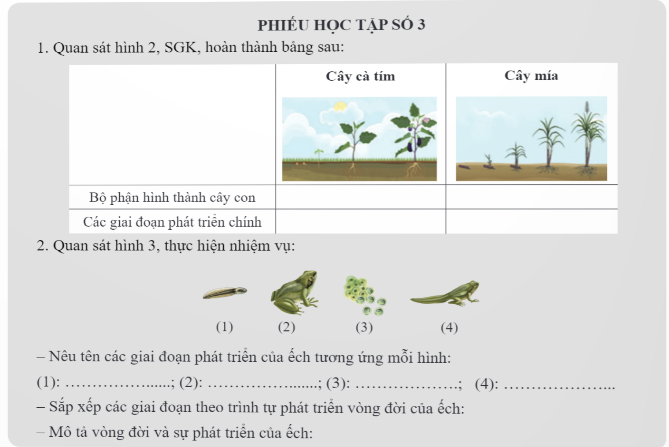 PHIẾU HỌC TẬP SỐ 3
1. Quan sát hình 2, SGK, hoàn thành bảng sau:
Cây cà tím Cây mía
Bộ phận hình thành cây con
Các giai đoạn phát triển chính
2. Quan sát hình 3, thực hiện nhiệm vụ:
(1) (2) (3) (4)
– Nêu tên các giai đoạn phát triển của ếch tương ứng mỗi hình:
(1): ……………......; (2): …………….......; (3): ………………; (4): ………………...
– Sắp xếp các giai đoạn theo trình tự phát triển vòng đời của ếch:
– Mô tả vòng đời và sự phát triển của ếch: